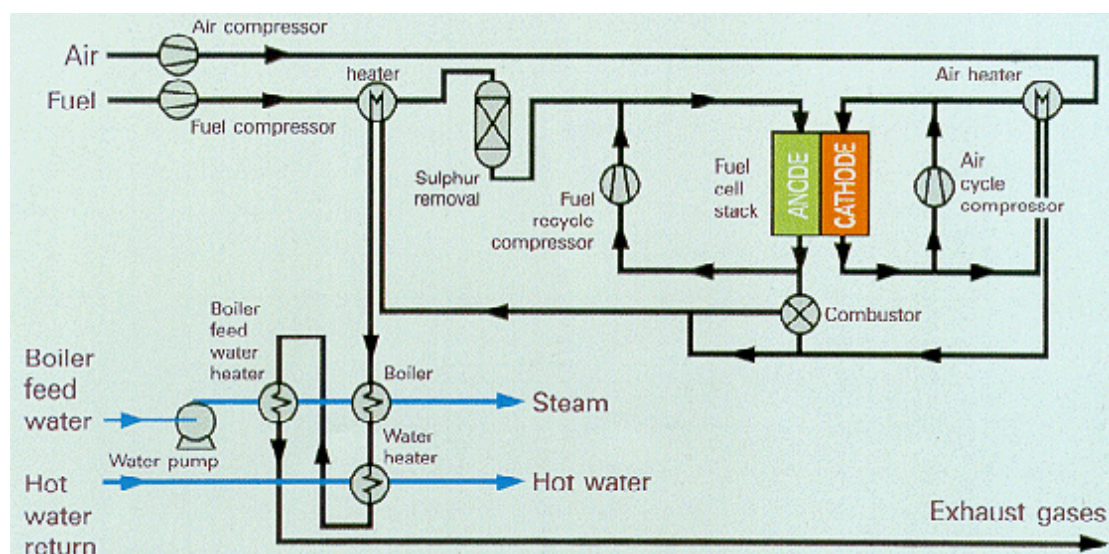 Air compressor
Air
heater
Air heater
Fuel
Fuel compressor
Sulphur
removal
Fuel
recycle
compressor
Fuel
cell
stack
ANODE
CATHODE
Air
cycle
compressor
Combustor
Boiler
feed
water
heater
Boiler
feed
water
Boiler
Steam
Water pump
Water
heater
Hot
water
return
Hot water
Exhaust gases